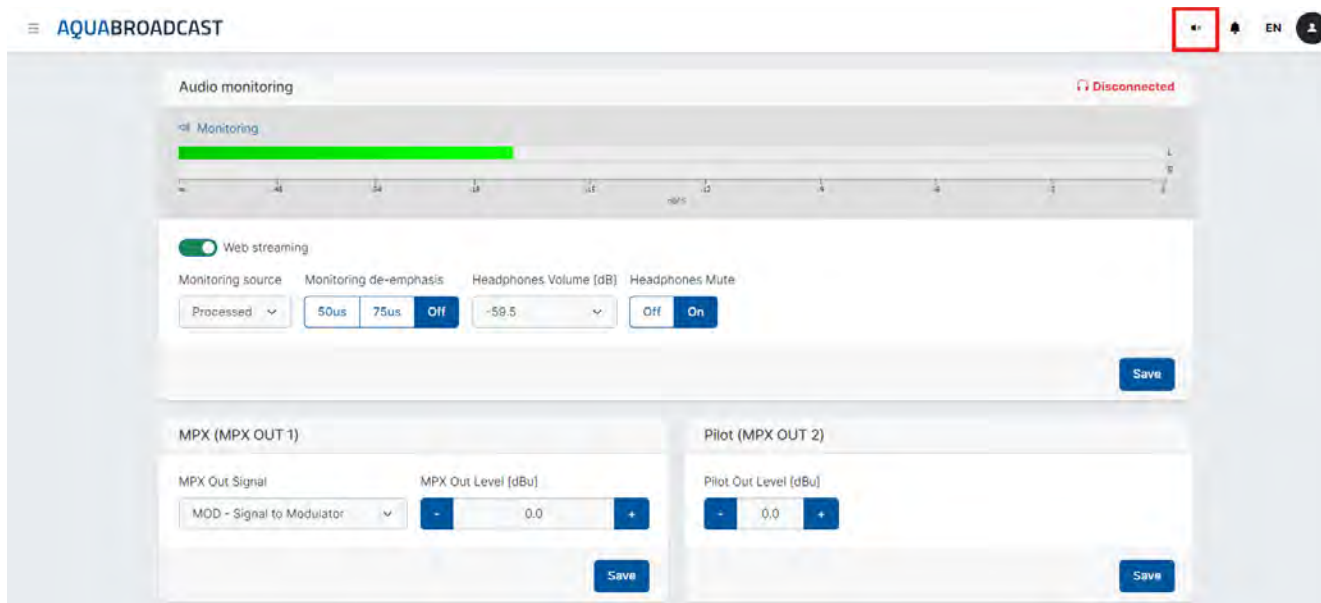 AQUABROADCAST
EN
Audio monitoring
Disconnected
Monitoring
L
Web streaming
Monitoring source Monitoring de-emphasis Headphones Volume [dB] Headphones Mute
Processed 50us 75us Off -59.5 Off On
Save
MPX (MPX OUT 1) Pilot (MPX OUT 2)
MPX Out Signal MPX Out Level [dBu] Pilot Out Level [dBu]
MOD - Signal to Modulator - 0.0 + - 0.0 +
Save Save